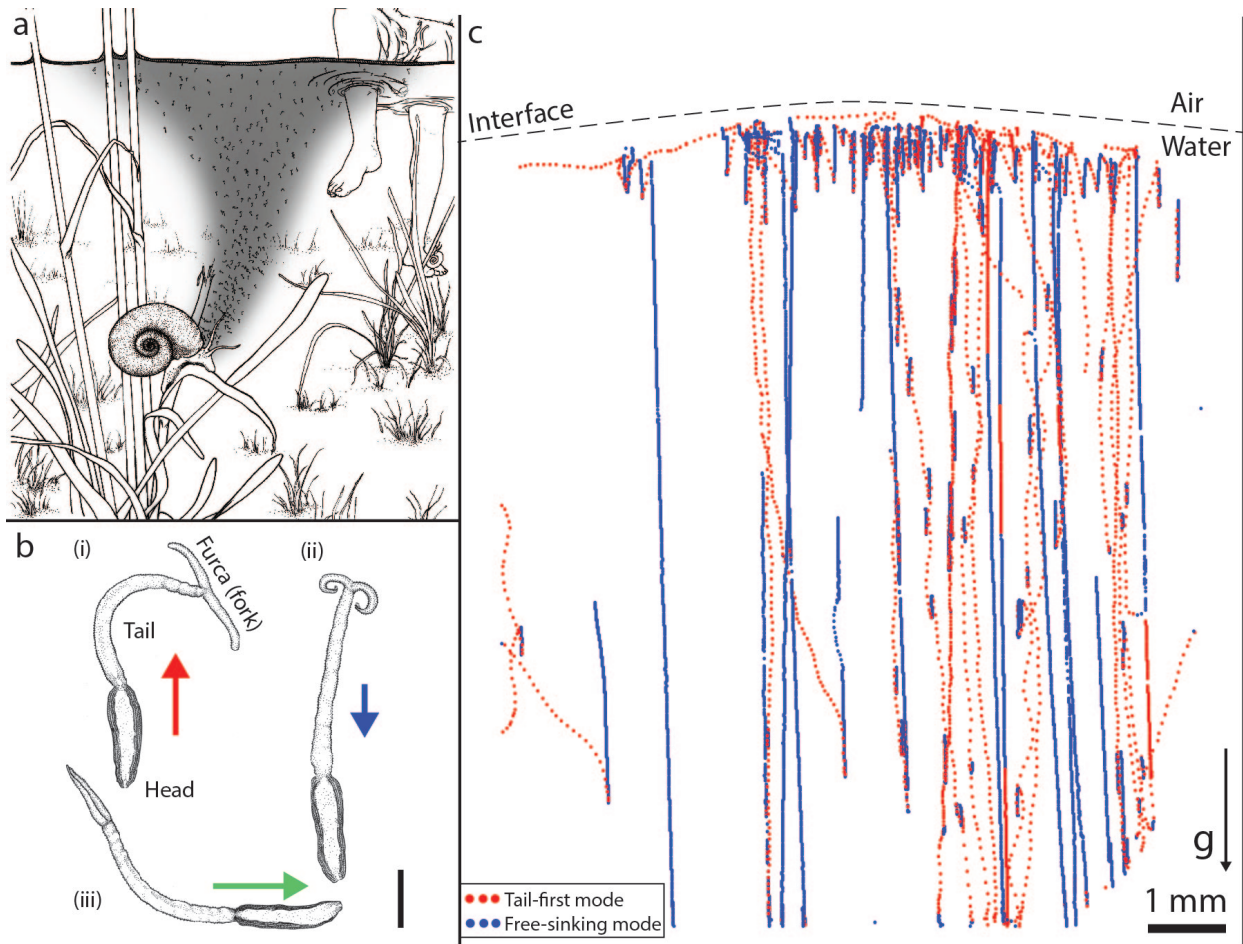 a
b
(i)
(ii)
Furca (fork)
Tail
Head
(iii)
c
Interface
Air
Water
g
1 mm
Tail-first mode
Free-sinking mode